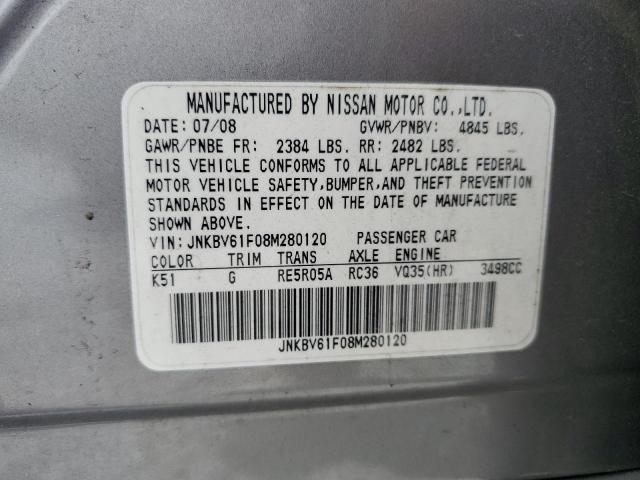 MANUFACTURED BY NISSAN MOTOR CO.,LTD.
DATE: 07/08 GVWR/PNBV: 4845 LBS.
GAWR/PNBE FR: 2384 LBS. RR: 2482 LBS.
THIS VEHICLE CONFORMS TO ALL APPLICABLE FEDERAL
MOTOR VEHICLE SAFETY,BUMPER,AND THEFT PREVENTION
STANDARDS IN EFFECT ON THE DATE OF MANUFACTURE
SHOWN ABOVE.
VIN: JNKBV61F08M280120 PASSENGER CAR
COLOR TRIM TRANS AXLE ENGINE
K51 G RE5R05A RC36 VQ35(HR) 3498CC
JNKBV61F08M280120